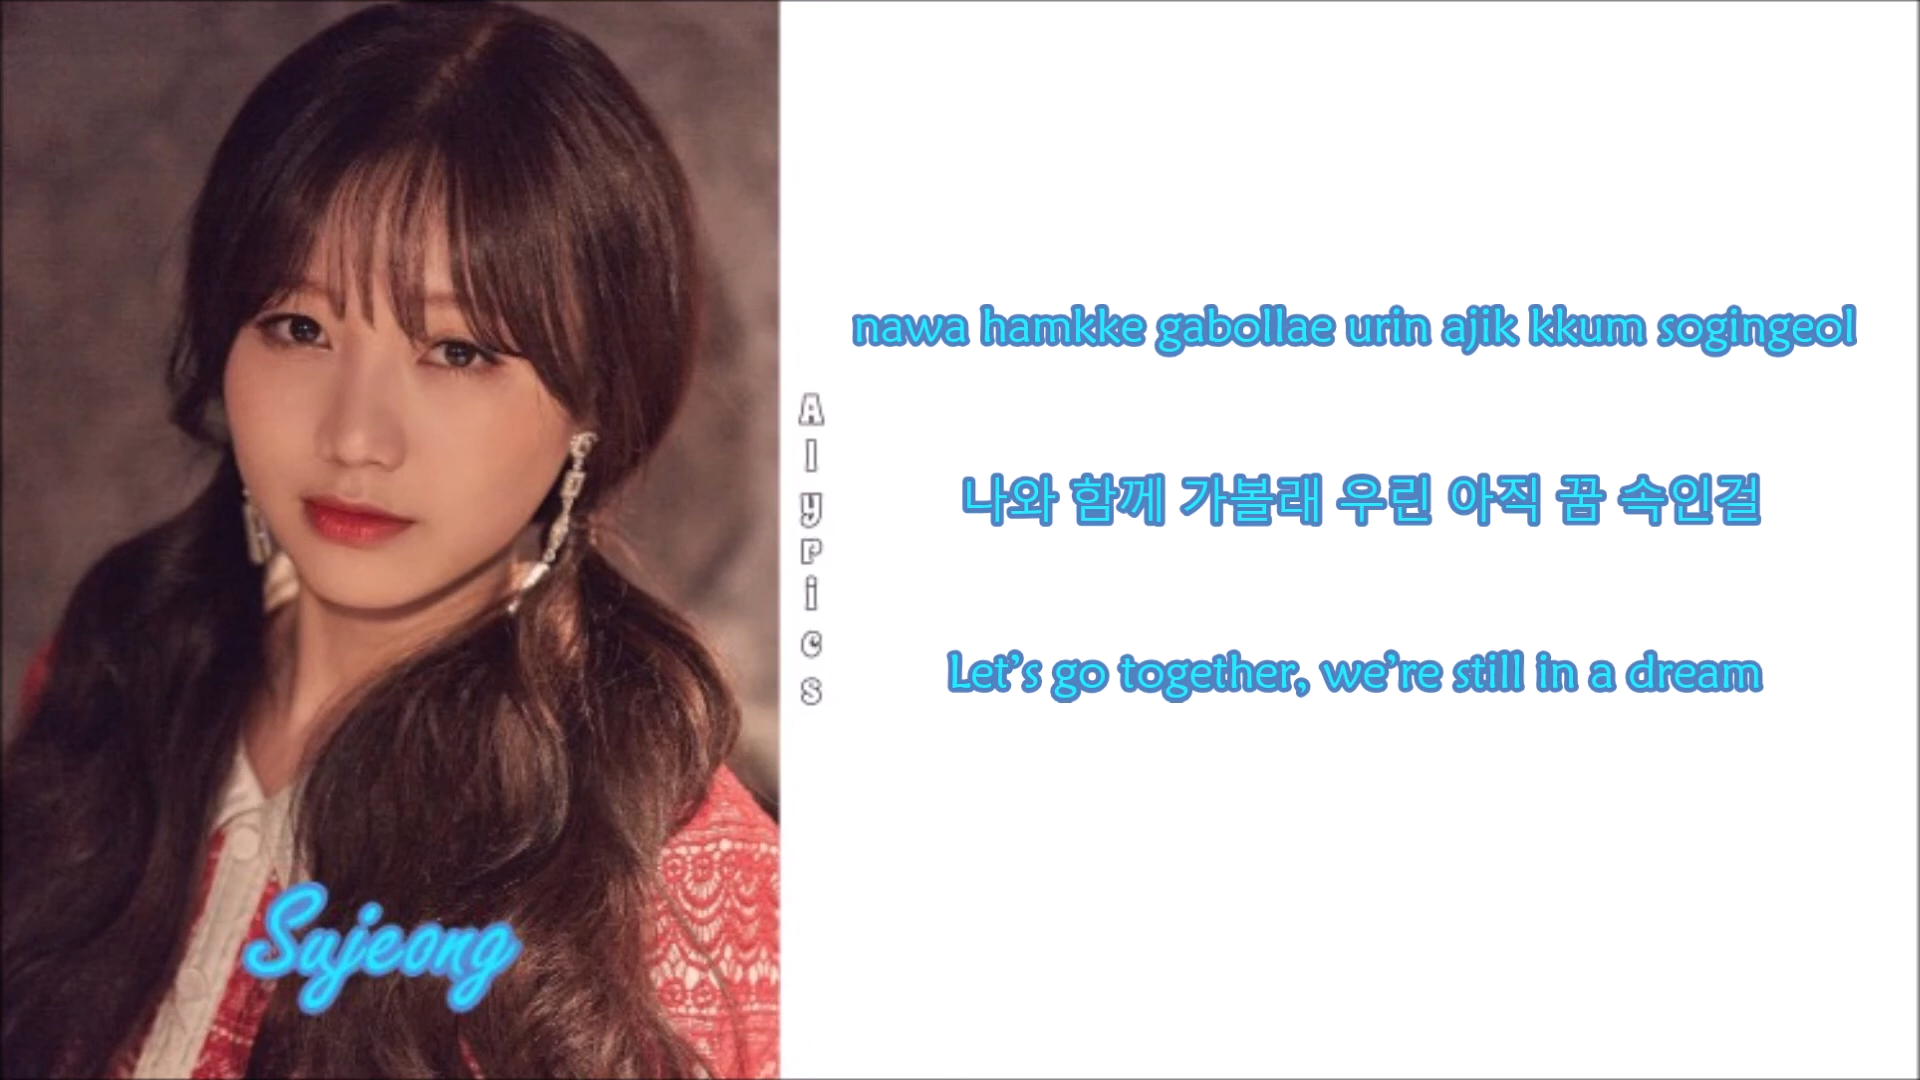 nawa hamkke gabollae urin ajik kkum sogingeol
나와 함께 가볼래 우린 아직 꿈 속인걸
Let's go together, we're still in a dream
Alypics
Sujeong